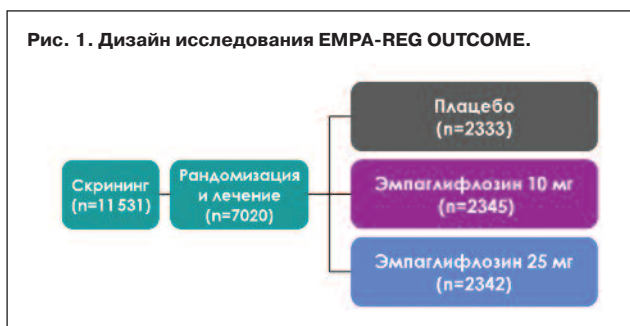 Рис. 1. Дизайн исследования EMPA-REG OUTCOME.
Скрининг
(n=11 531)
Рандомизация
и лечение
(n=7020)
Плацебо
(n=2333)
Эмпаглифлозин 10 мг
(n=2345)
Эмпаглифлозин 25 мг
(n=2342)